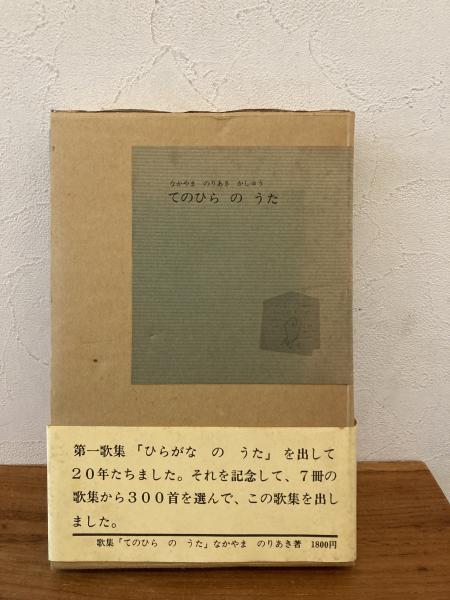 なかやま のりあき かしゅう
てのひら の うた
第一歌集「ひらがな の うた」を出して
20年たちました。それを記念して、7冊の
歌集から300首を選んで、この歌集を出し
ました。
歌集「てのひら の うた」なかやま のりあき著 1800円